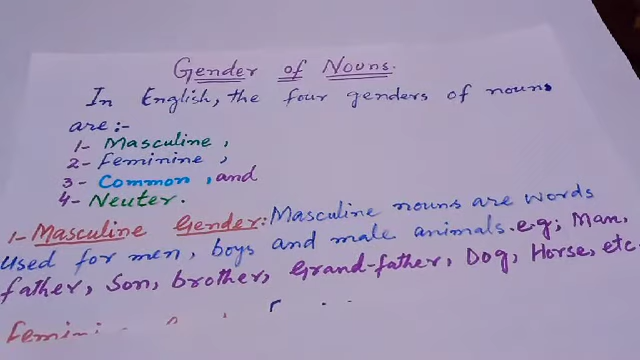 Gender of Nouns.
In English, the four genders of nouns
are:-
1- Masculine,
2- Feminine,
3- Common, and
4- Neuter.
1- Masculine Gender: Masculine nouns are words
used for men, boys and male animals. e.g; Man,
father, Son, brother, Grand-father, Dog, Horse, etc.